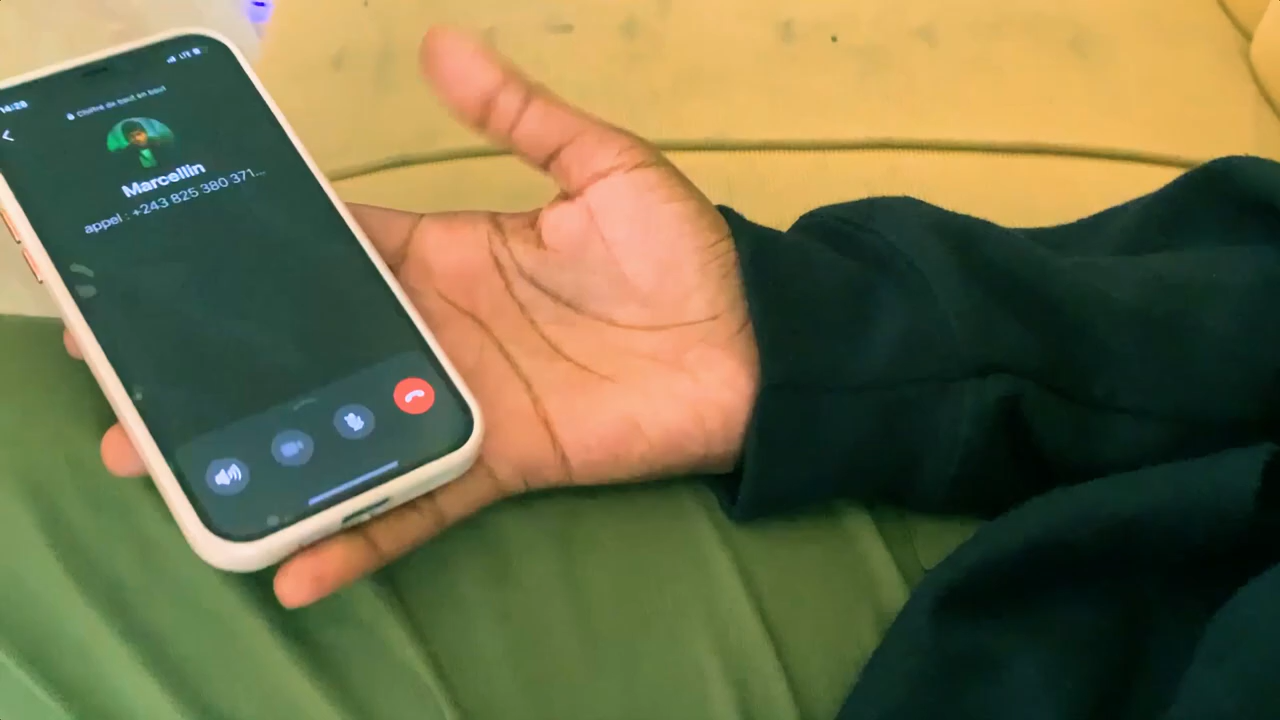 14:28
LTE
Chiffré de bout en bout
Marcellin
appel : +243 825 380 371...